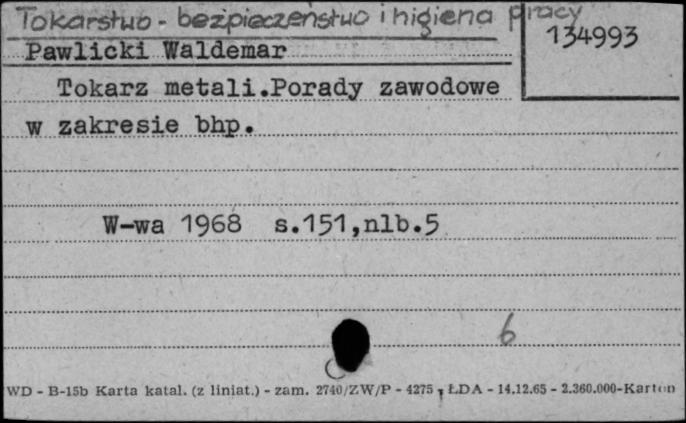 Tokarstwo - bezpieczeństwo i higiena pracy
134993
Pawlicki Waldemar
Tokarz metali.Porady zawodowe
w zakresie bhp.
W-wa 1968 s.151,nlb.5
6
WD - B-15b Karta katal. (z liniat.) - zam. 2740/ZW/P - 4275, ŁDA - 14.12.65 - 2.360.000-Karton